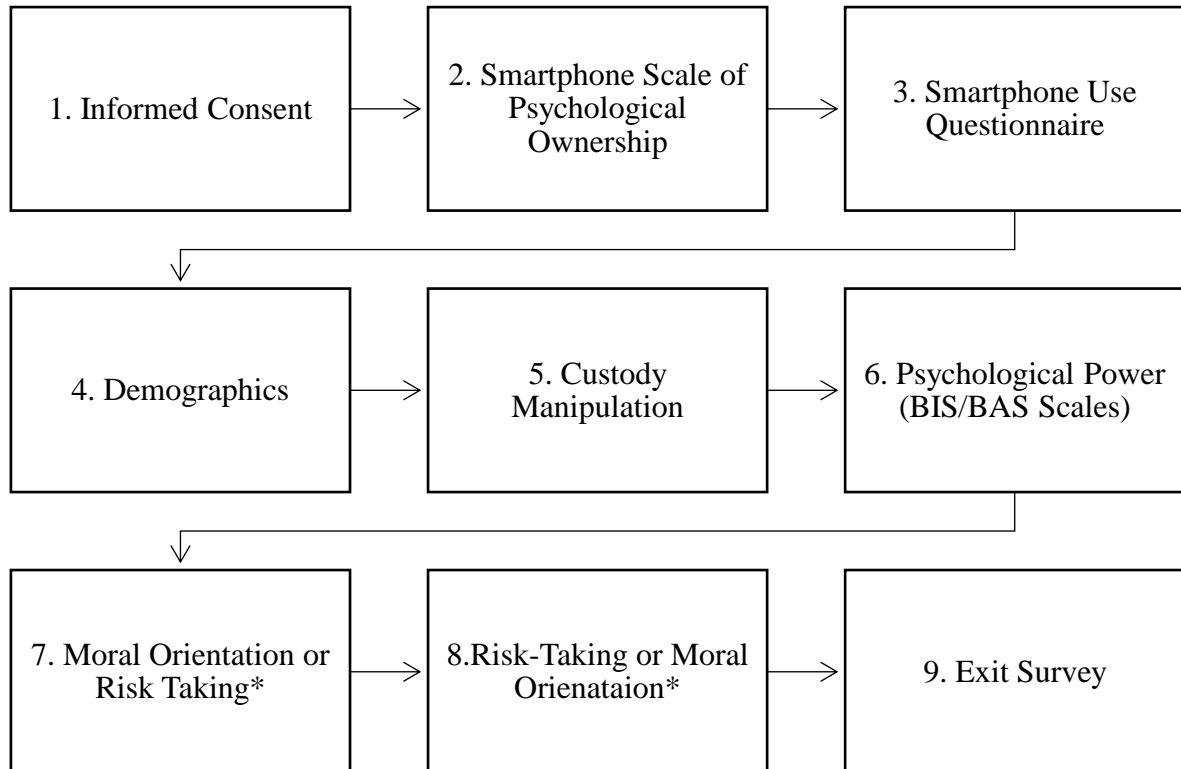 1. Informed Consent
2. Smartphone Scale of
Psychological
Ownership
3. Smartphone Use
Questionnaire
4. Demographics
5. Custody
Manipulation
6. Psychological Power
(BIS/BAS Scales)
7. Moral Orientation or
Risk Taking*
8.Risk-Taking or Moral
Orienataion*
9. Exit Survey